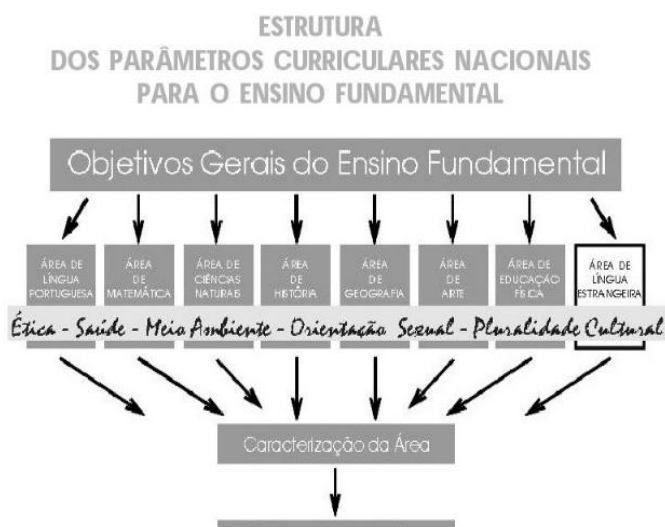 ESTRUTURA
DOS PARÂMETROS CURRICULARES NACIONAIS
PARA O ENSINO FUNDAMENTAL
Objetivos Gerais do Ensino Fundamental
ÁREA DE
LÍNGUA
PORTUGUESA
ÁREA
DE
MATEMÁTICA
ÁREA DE
CIÊNCIAS
NATURAIS
ÁREA
DE
HISTÓRIA
ÁREA
DE
GEOGRAFIA
ÁREA
DE
ARTE
ÁREA DE
EDUCAÇÃO
FÍSICA
ÁREA DE
LÍNGUA
ESTRANGEIRA
Ética - Saúde - Meio Ambiente - Orientação Sexual - Pluralidade Cultural
Caracterização da Área